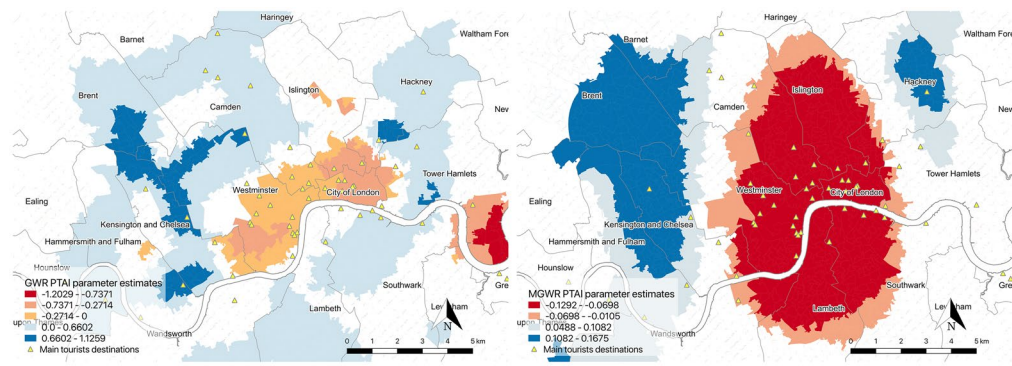 Haringey
Barnet
Waltham Fore
Hackney
Islington
Brent
Camden
New
Tower Hamlets
Westminster
City of London
Ealing
Kensington and Chelsea
Hammersmith and Fulham
Hounslow
Southwark
Gre
Lambeth
Wandsworth
GWR PTAI parameter estimates
-1.2029 - -0.7371
-0.7371 - -0.2714
-0.2714 - 0
0.0 - 0.6602
0.6602 - 1.1259
Main tourists destinations
N
0 1 2 3 4 5 km
Haringey
Barnet
Waltham Fore
Hackney
Islington
Brent
Camden
New
Tower Hamlets
Westminster
City of London
Ealing
Kensington and Chelsea
Hammersmith and Fulham
Hounslow
Southwark
Gre
Lambeth
Wandsworth
MGWR PTAI parameter estimates
-0.1292 - -0.0698
-0.0698 - -0.0105
0.0488 - 0.1082
0.1082 - 0.1675
Main tourists destinations
N
0 1 2 3 4 5 km